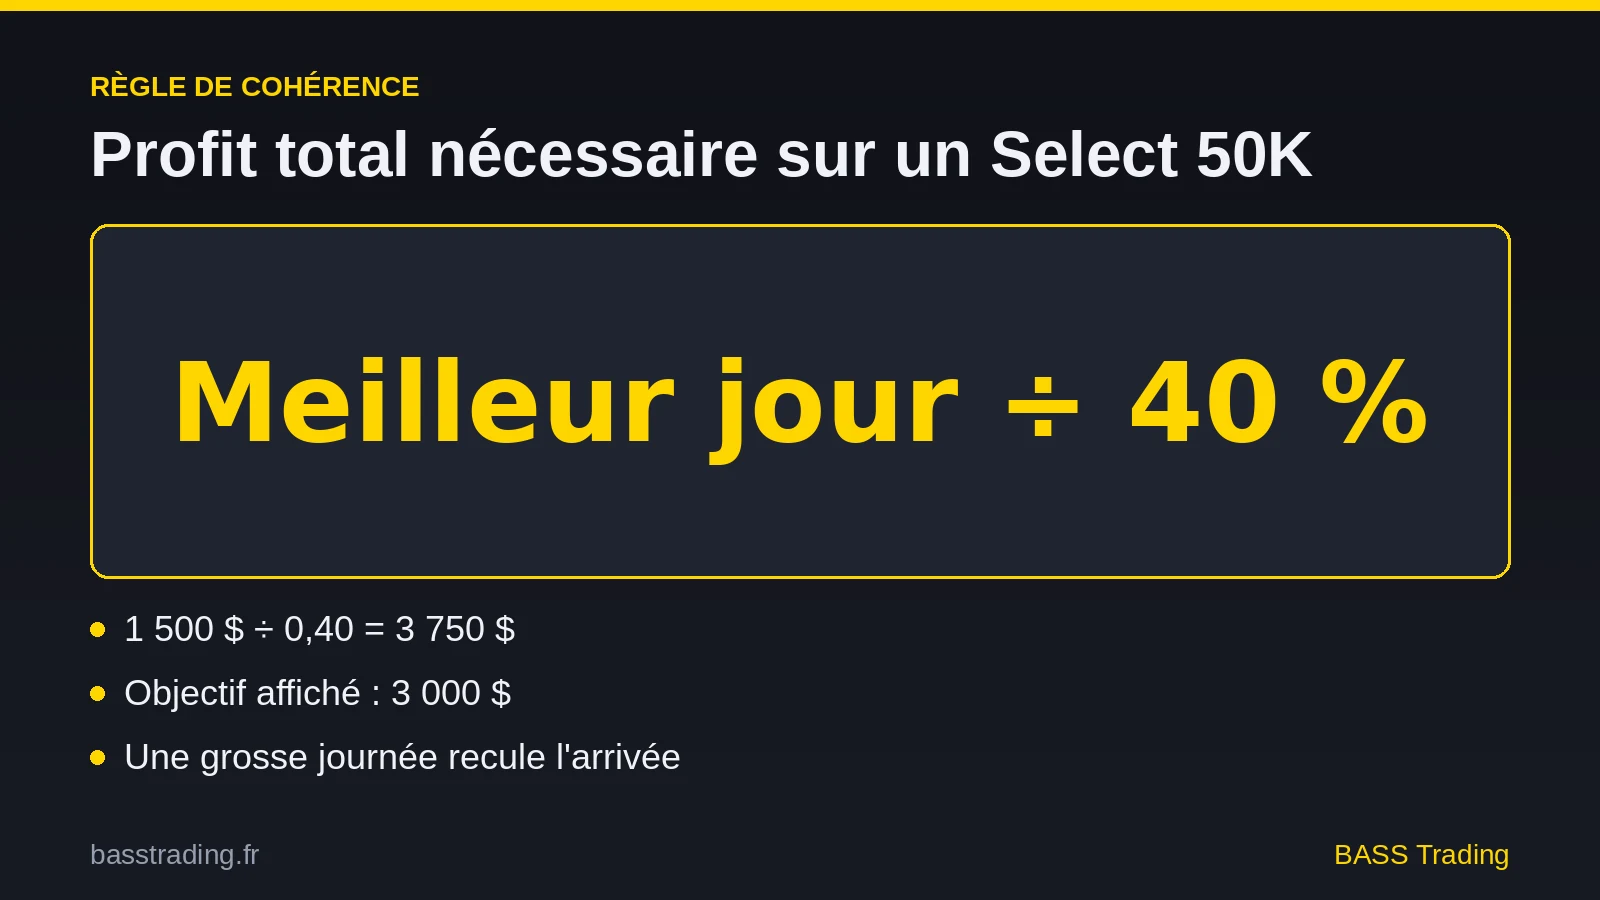 RÈGLE DE COHÉRENCE
Profit total nécessaire sur un Select 50K
Meilleur jour ÷ 40 %
1 500 $ ÷ 0,40 = 3 750 $
Objectif affiché : 3 000 $
Une grosse journée recule l'arrivée
basstrading.fr
BASS Trading